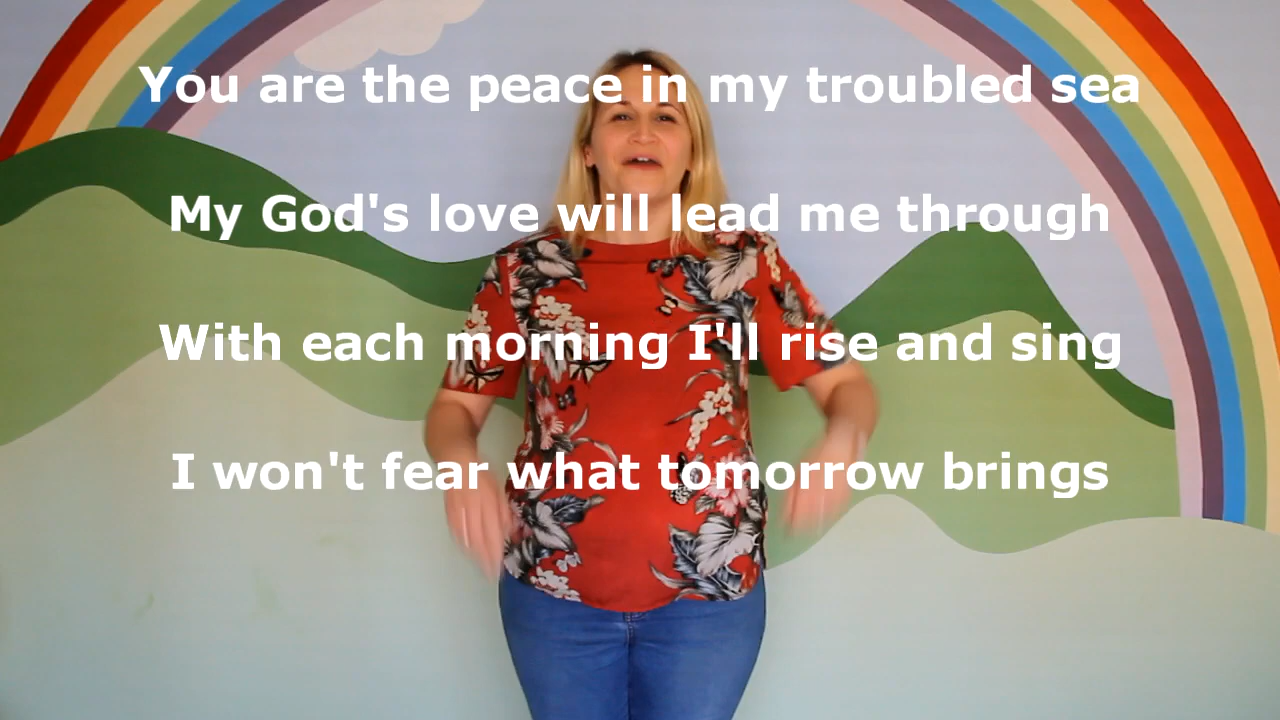 You are the peace in my troubled sea
My God's love will lead me through
With each morning I'll rise and sing
I won't fear what tomorrow brings